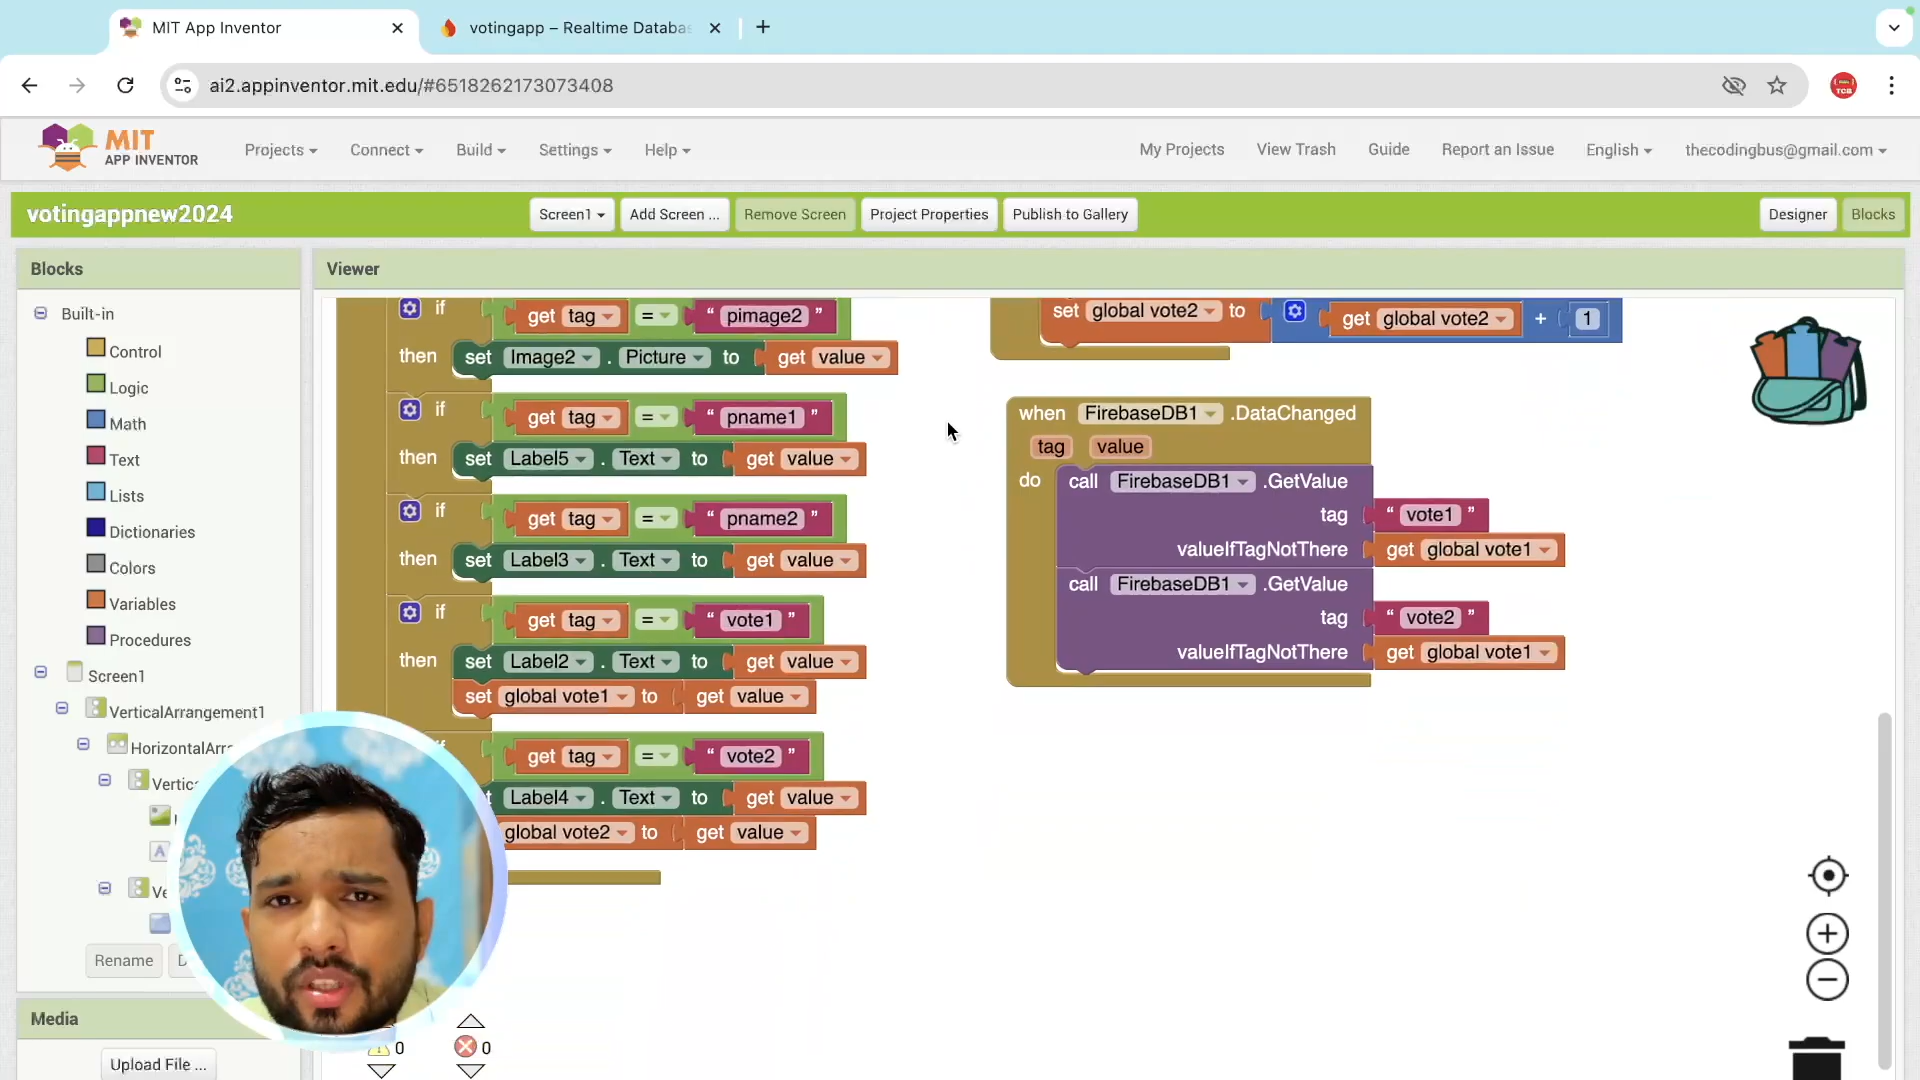 MIT App Inventor
votingapp – Realtime Databas
ai2.appinventor.mit.edu/#6518262173073408
TCB
MIT
APP INVENTOR
Projects
Connect
Build
Settings
Help
My Projects
View Trash
Guide
Report an Issue
English
thecodingbus@gmail.com
votingappnew2024
Screen1
Add Screen ...
Remove Screen
Project Properties
Publish to Gallery
Designer
Blocks
Blocks
Built-in
Control
Logic
Math
Text
Lists
Dictionaries
Colors
Variables
Procedures
Screen1
VerticalArrangement1
HorizontalArr
Vertic
A
Ve
Rename
D
Media
Upload File ...
Viewer
if get tag = “ pimage2 ”
then set Image2 . Picture to get value
if get tag = “ pname1 ”
then set Label5 . Text to get value
if get tag = “ pname2 ”
then set Label3 . Text to get value
if get tag = “ vote1 ”
then set Label2 . Text to get value
set global vote1 to get value
get tag = “ vote2 ”
Label4 . Text to get value
global vote2 to get value
0
0
set global vote2 to get global vote2 + 1
when FirebaseDB1 .DataChanged
tag value
do call FirebaseDB1 .GetValue
tag “ vote1 ”
valueIfTagNotThere get global vote1
call FirebaseDB1 .GetValue
tag “ vote2 ”
valueIfTagNotThere get global vote1